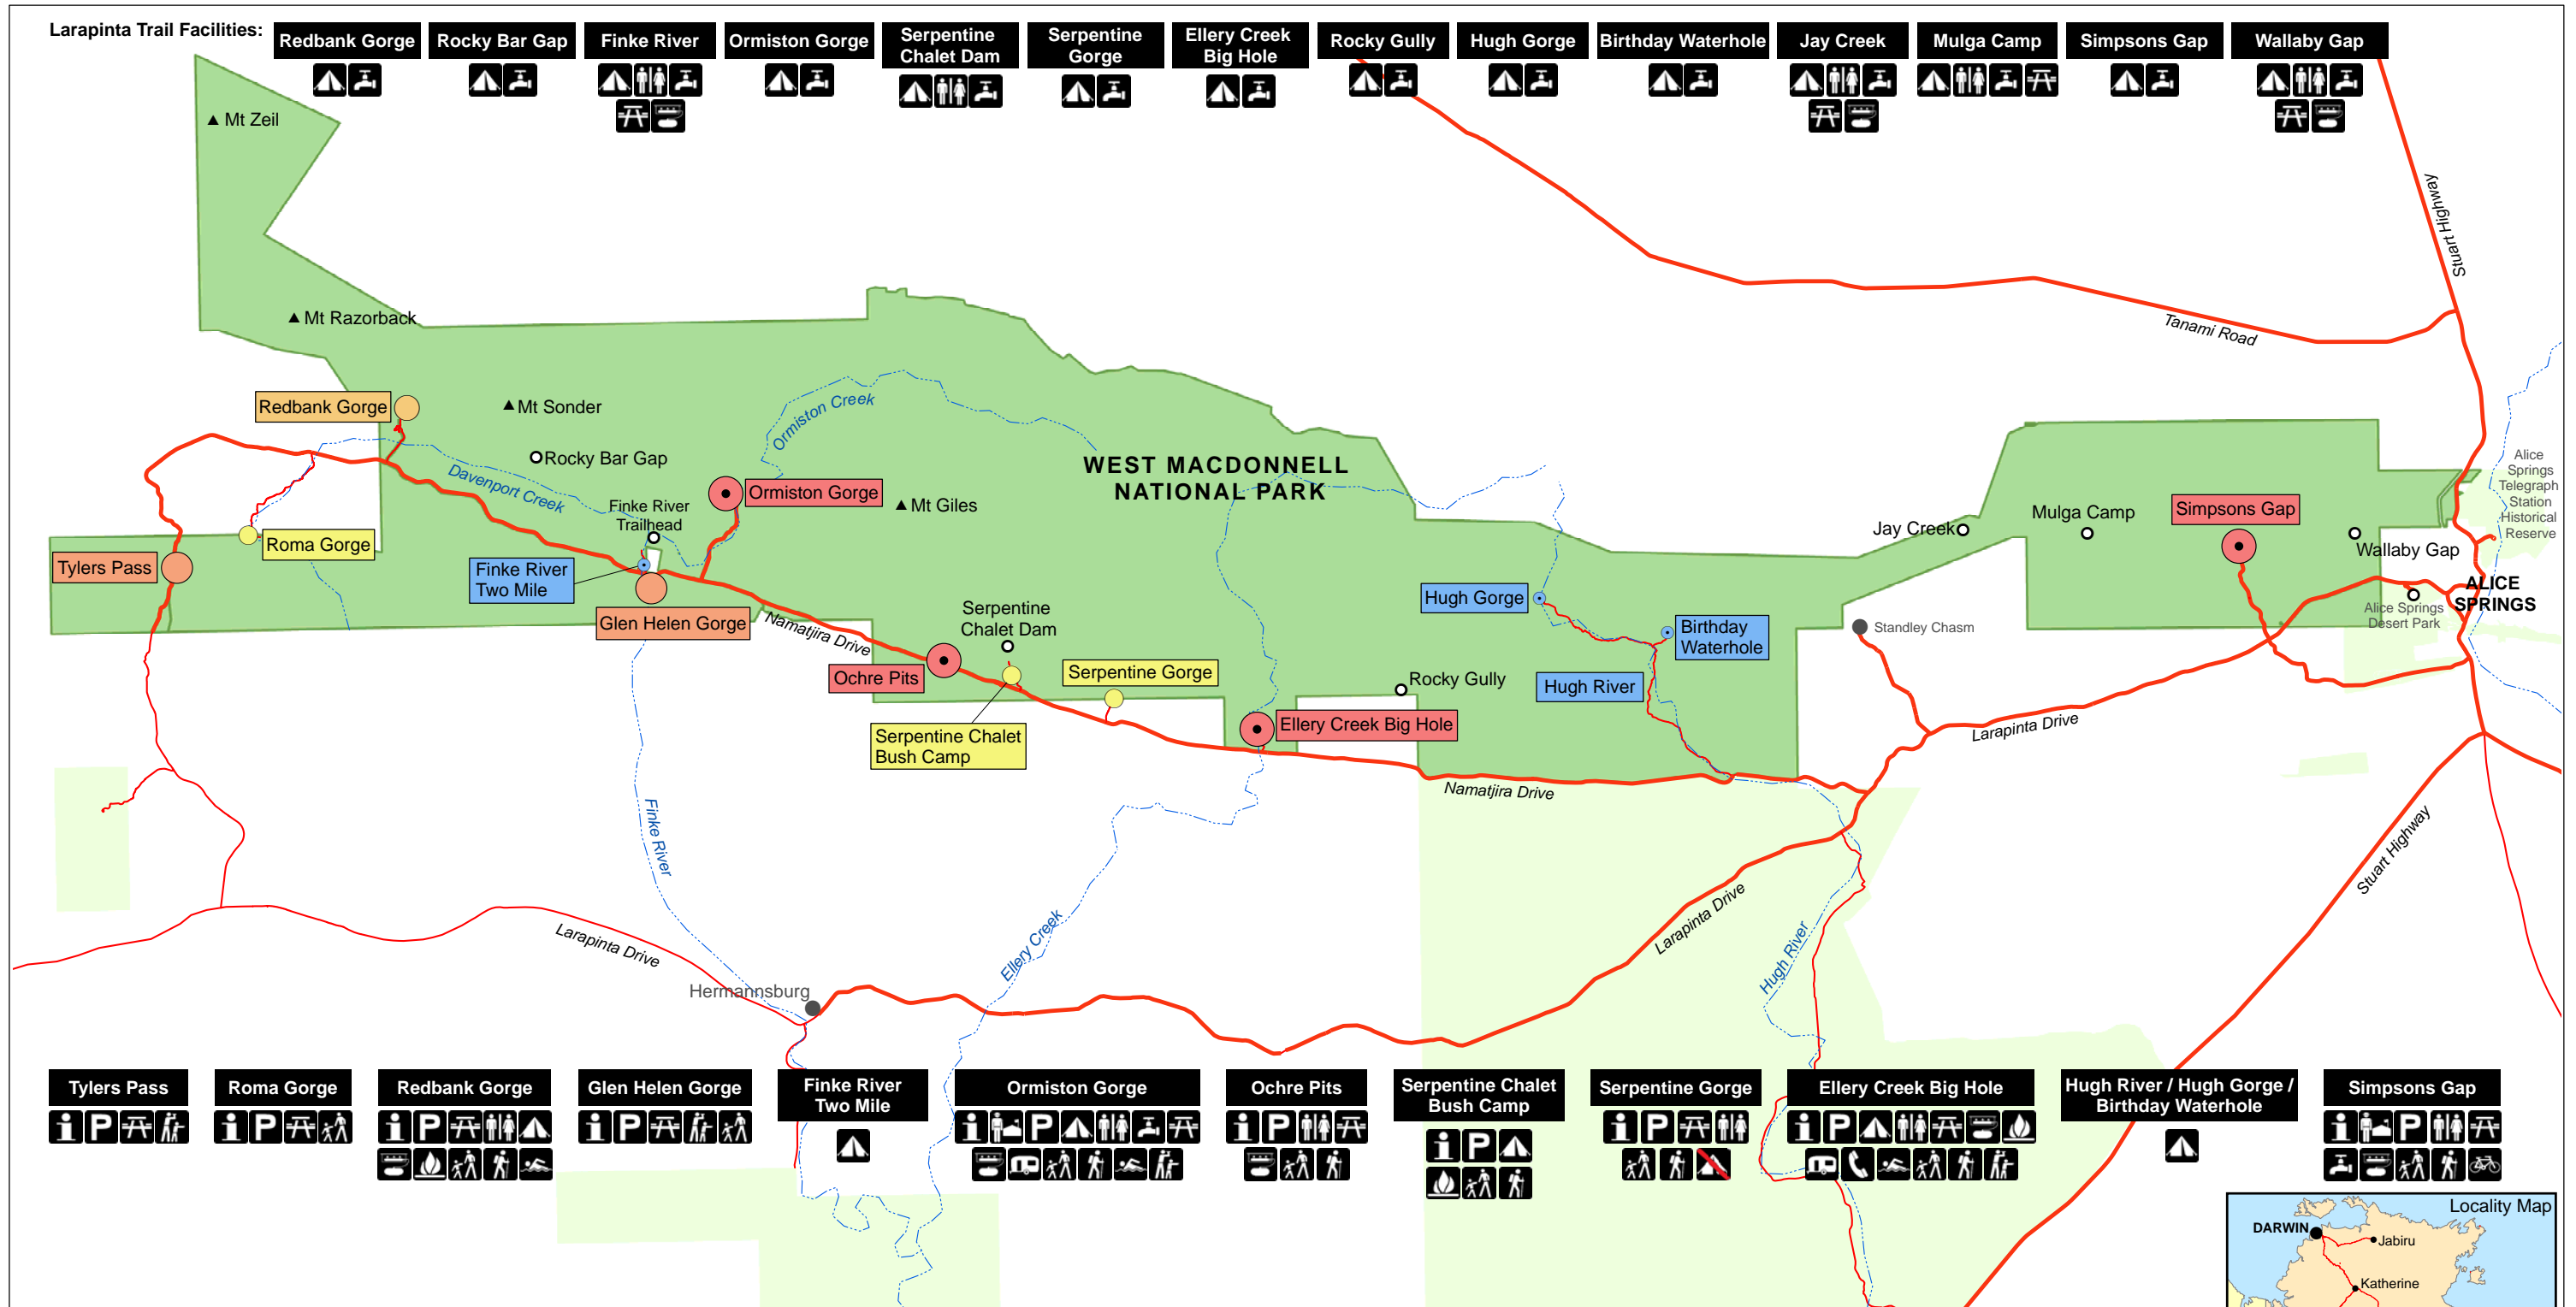 Larapinta Trail Facilities:
Redbank Gorge
Rocky Bar Gap
Finke River
Ormiston Gorge
Serpentine
Chalet Dam
Serpentine
Gorge
Ellery Creek
Big Hole
Rocky Gully
Hugh Gorge
Birthday Waterhole
Jay Creek
Mulga Camp
Simpsons Gap
Wallaby Gap
Mt Zeil
Stuart Highway
Mt Razorback
Tanami Road
Redbank Gorge
Mt Sonder
Ormiston Creek
Rocky Bar Gap
Davenport Creek
WEST MACDONNELL
NATIONAL PARK
Ormiston Gorge
Mt Giles
Finke River
Trailhead
Roma Gorge
Tylers Pass
Finke River
Two Mile
Glen Helen Gorge
Namatjira Drive
Serpentine
Chalet Dam
Ochre Pits
Serpentine Gorge
Serpentine Chalet
Bush Camp
Ellery Creek Big Hole
Rocky Gully
Hugh Gorge
Birthday
Waterhole
Hugh River
Jay Creek
Mulga Camp
Simpsons Gap
Wallaby Gap
Alice
Springs
Telegraph
Station
Historical
Reserve
ALICE
SPRINGS
Alice Springs
Desert Park
Standley Chasm
Larapinta Drive
Namatjira Drive
Finke River
Ellery Creek
Larapinta Drive
Hugh River
Stuart Highway
Larapinta Drive
Hermannsburg
Tylers Pass
i P
Roma Gorge
i P
Redbank Gorge
i P
Glen Helen Gorge
i P
Finke River
Two Mile
Ormiston Gorge
i P
Ochre Pits
i P
Serpentine Chalet
Bush Camp
i P
Serpentine Gorge
i P
Ellery Creek Big Hole
i P
Hugh River / Hugh Gorge /
Birthday Waterhole
Simpsons Gap
i P
Locality Map
DARWIN
Jabiru
Katherine